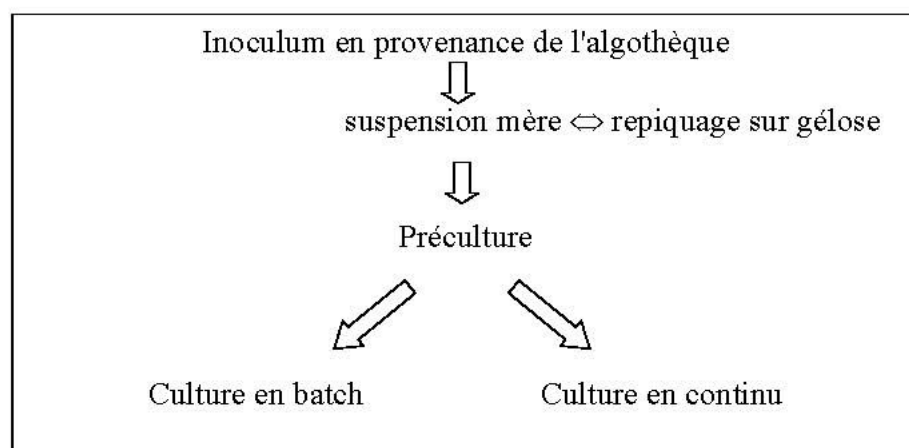 Inoculum en provenance de l'algothèque
suspension mère ⇔ repiquage sur gélose
Préculture
Culture en batch Culture en continu